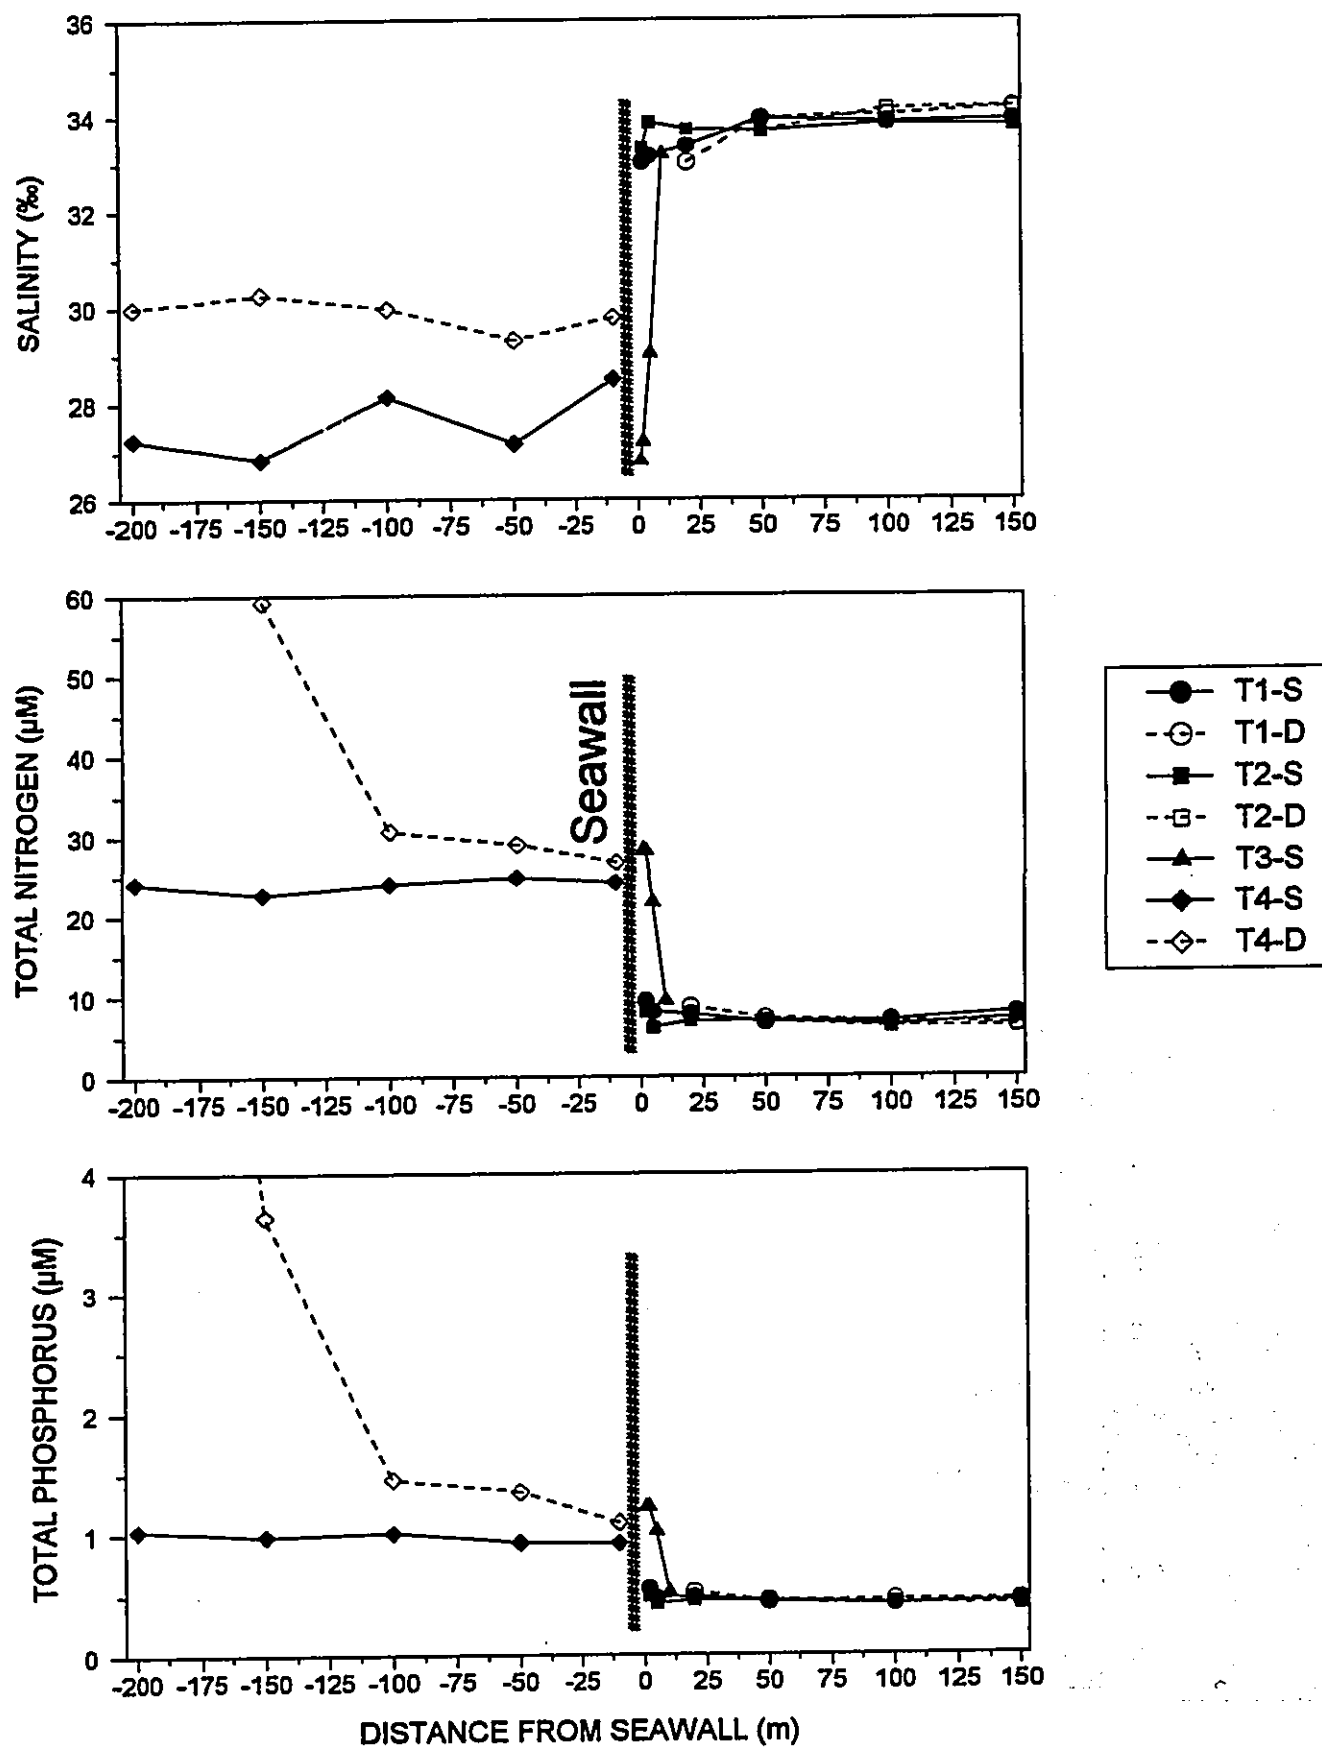 36
34
32
30
28
26
SALINITY (‰)
-200 -175 -150 -125 -100 -75 -50 -25 0 25 50 75 100 125 150
60
50
40
30
20
10
0
TOTAL NITROGEN (µM)
Seawall
-200 -175 -150 -125 -100 -75 -50 -25 0 25 50 75 100 125 150
T1-S
T1-D
T2-S
T2-D
T3-S
T4-S
T4-D
4
3
2
1
0
TOTAL PHOSPHORUS (µM)
-200 -175 -150 -125 -100 -75 -50 -25 0 25 50 75 100 125 150
DISTANCE FROM SEAWALL (m)